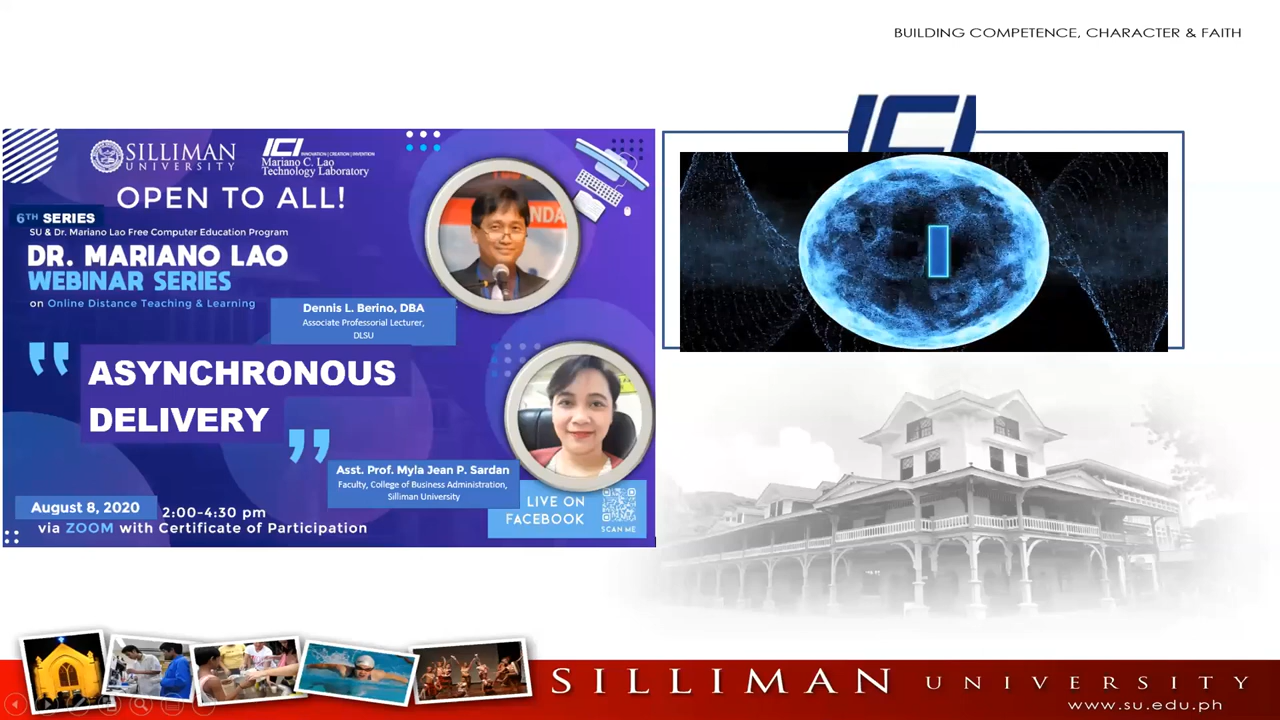 BUILDING COMPETENCE, CHARACTER & FAITH
ICI
SILLIMAN
UNIVERSITY
ICI INNOVATION | CREATION | INVENTION
Mariano C. Lao
Technology Laboratory
OPEN TO ALL!
6TH SERIES
SU & Dr. Mariano Lao Free Computer Education Program
DR. MARIANO LAO
WEBINAR SERIES
on Online Distance Teaching & Learning
Dennis L. Berino, DBA
Associate Professorial Lecturer,
DLSU
"ASYNCHRONOUS
DELIVERY"
Asst. Prof. Myla Jean P. Sardan
Faculty, College of Business Administration,
Silliman University
August 8, 2020 2:00-4:30 pm
via ZOOM with Certificate of Participation
LIVE ON
FACEBOOK
SCAN ME
SILLIMAN UNIVERSITY
www.su.edu.ph